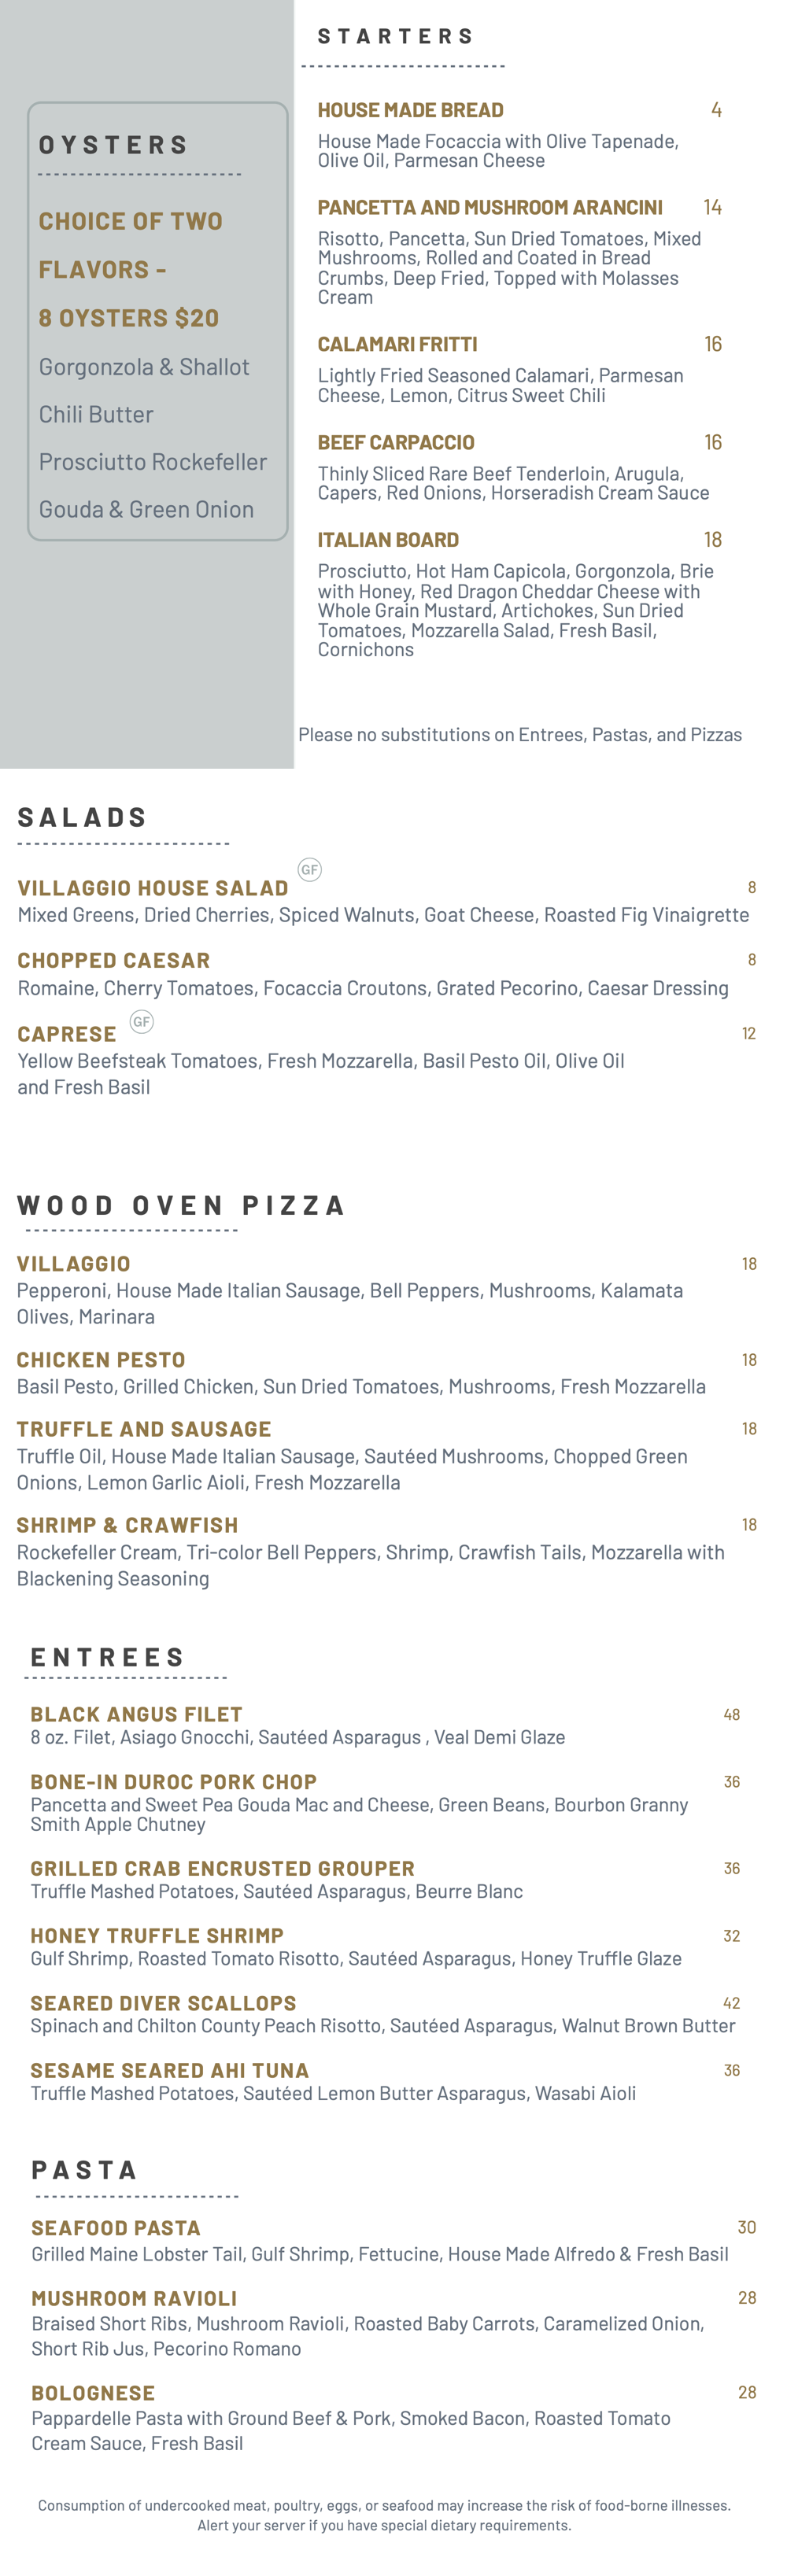 OYSTERS
CHOICE OF TWO
FLAVORS -
8 OYSTERS $20
Gorgonzola & Shallot
Chili Butter
Prosciutto Rockefeller
Gouda & Green Onion
STARTERS
HOUSE MADE BREAD 4
House Made Focaccia with Olive Tapenade,
Olive Oil, Parmesan Cheese
PANCETTA AND MUSHROOM ARANCINI 14
Risotto, Pancetta, Sun Dried Tomatoes, Mixed
Mushrooms, Rolled and Coated in Bread
Crumbs, Deep Fried, Topped with Molasses
Cream
CALAMARI FRITTI 16
Lightly Fried Seasoned Calamari, Parmesan
Cheese, Lemon, Citrus Sweet Chili
BEEF CARPACCIO 16
Thinly Sliced Rare Beef Tenderloin, Arugula,
Capers, Red Onions, Horseradish Cream Sauce
ITALIAN BOARD 18
Prosciutto, Hot Ham Capicola, Gorgonzola, Brie
with Honey, Red Dragon Cheddar Cheese with
Whole Grain Mustard, Artichokes, Sun Dried
Tomatoes, Mozzarella Salad, Fresh Basil,
Cornichons
Please no substitutions on Entrees, Pastas, and Pizzas
SALADS
VILLAGGIO HOUSE SALAD GF 8
Mixed Greens, Dried Cherries, Spiced Walnuts, Goat Cheese, Roasted Fig Vinaigrette
CHOPPED CAESAR 8
Romaine, Cherry Tomatoes, Focaccia Croutons, Grated Pecorino, Caesar Dressing
CAPRESE GF 12
Yellow Beefsteak Tomatoes, Fresh Mozzarella, Basil Pesto Oil, Olive Oil
and Fresh Basil
WOOD OVEN PIZZA
VILLAGGIO 18
Pepperoni, House Made Italian Sausage, Bell Peppers, Mushrooms, Kalamata
Olives, Marinara
CHICKEN PESTO 18
Basil Pesto, Grilled Chicken, Sun Dried Tomatoes, Mushrooms, Fresh Mozzarella
TRUFFLE AND SAUSAGE 18
Truffle Oil, House Made Italian Sausage, Sautéed Mushrooms, Chopped Green
Onions, Lemon Garlic Aioli, Fresh Mozzarella
SHRIMP & CRAWFISH 18
Rockefeller Cream, Tri-color Bell Peppers, Shrimp, Crawfish Tails, Mozzarella with
Blackening Seasoning
ENTREES
BLACK ANGUS FILET 48
8 oz. Filet, Asiago Gnocchi, Sautéed Asparagus , Veal Demi Glaze
BONE-IN DUROC PORK CHOP 36
Pancetta and Sweet Pea Gouda Mac and Cheese, Green Beans, Bourbon Granny
Smith Apple Chutney
GRILLED CRAB ENCRUSTED GROUPER 36
Truffle Mashed Potatoes, Sautéed Asparagus, Beurre Blanc
HONEY TRUFFLE SHRIMP 32
Gulf Shrimp, Roasted Tomato Risotto, Sautéed Asparagus, Honey Truffle Glaze
SEARED DIVER SCALLOPS 42
Spinach and Chilton County Peach Risotto, Sautéed Asparagus, Walnut Brown Butter
SESAME SEARED AHI TUNA 36
Truffle Mashed Potatoes, Sautéed Lemon Butter Asparagus, Wasabi Aioli
PASTA
SEAFOOD PASTA 30
Grilled Maine Lobster Tail, Gulf Shrimp, Fettucine, House Made Alfredo & Fresh Basil
MUSHROOM RAVIOLI 28
Braised Short Ribs, Mushroom Ravioli, Roasted Baby Carrots, Caramelized Onion,
Short Rib Jus, Pecorino Romano
BOLOGNESE 28
Pappardelle Pasta with Ground Beef & Pork, Smoked Bacon, Roasted Tomato
Cream Sauce, Fresh Basil
Consumption of undercooked meat, poultry, eggs, or seafood may increase the risk of food-borne illnesses.
Alert your server if you have special dietary requirements.